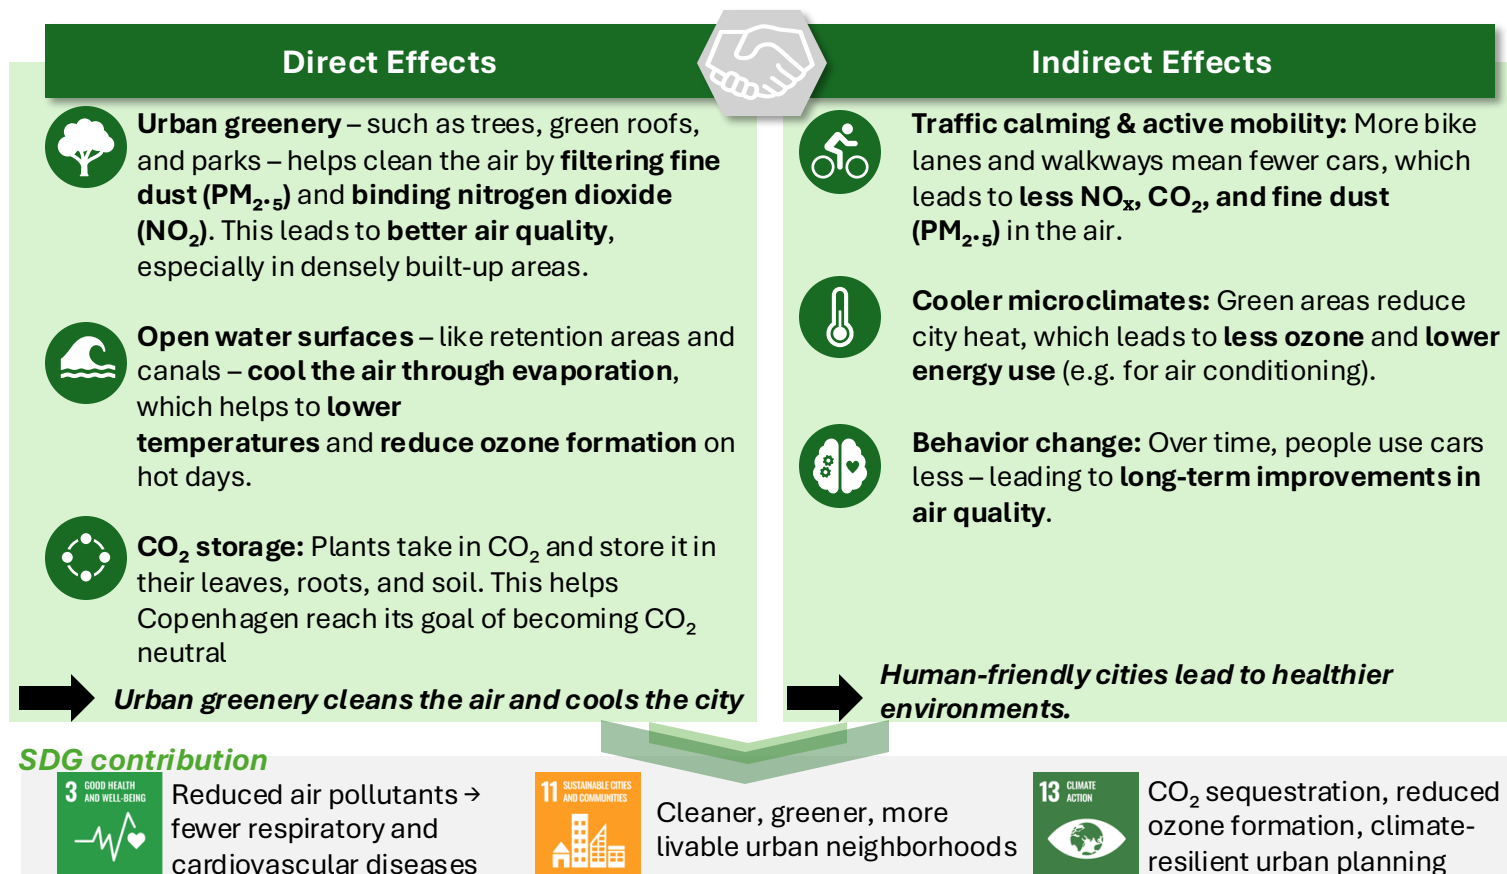 Direct Effects
Urban greenery – such as trees, green roofs,
and parks – helps clean the air by filtering fine
dust (PM₂.₅) and binding nitrogen dioxide
(NO₂). This leads to better air quality,
especially in densely built-up areas.
Open water surfaces – like retention areas and
canals – cool the air through evaporation,
which helps to lower
temperatures and reduce ozone formation on
hot days.
CO₂ storage: Plants take in CO₂ and store it in
their leaves, roots, and soil. This helps
Copenhagen reach its goal of becoming CO₂
neutral
Urban greenery cleans the air and cools the city
Indirect Effects
Traffic calming & active mobility: More bike
lanes and walkways mean fewer cars, which
leads to less NOₓ, CO₂, and fine dust
(PM₂.₅) in the air.
Cooler microclimates: Green areas reduce
city heat, which leads to less ozone and lower
energy use (e.g. for air conditioning).
Behavior change: Over time, people use cars
less – leading to long-term improvements in
air quality.
Human-friendly cities lead to healthier
environments.
SDG contribution
3 GOOD HEALTH
AND WELL-BEING
Reduced air pollutants →
fewer respiratory and
cardiovascular diseases
11 SUSTAINABLE CITIES
AND COMMUNITIES
Cleaner, greener, more
livable urban neighborhoods
13 CLIMATE
ACTION
CO₂ sequestration, reduced
ozone formation, climate-
resilient urban planning